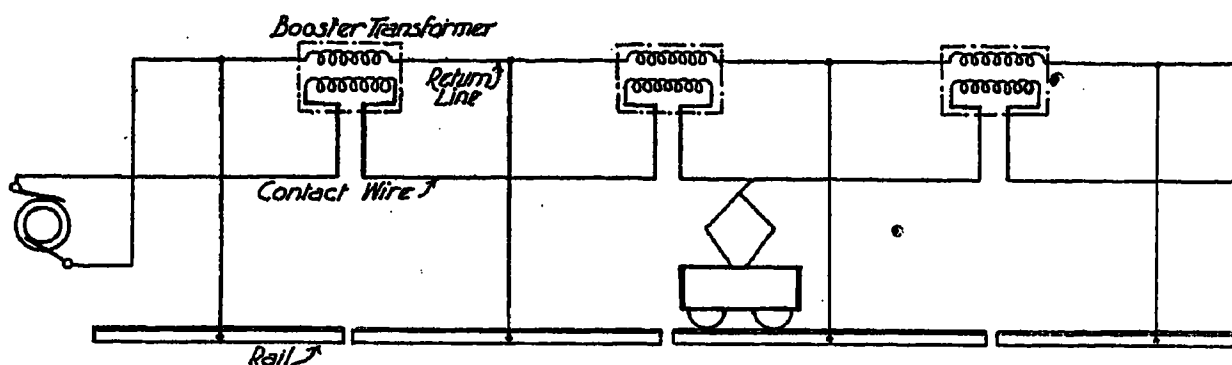 Booster Transformer
Return
Line
Contact Wire
Rail